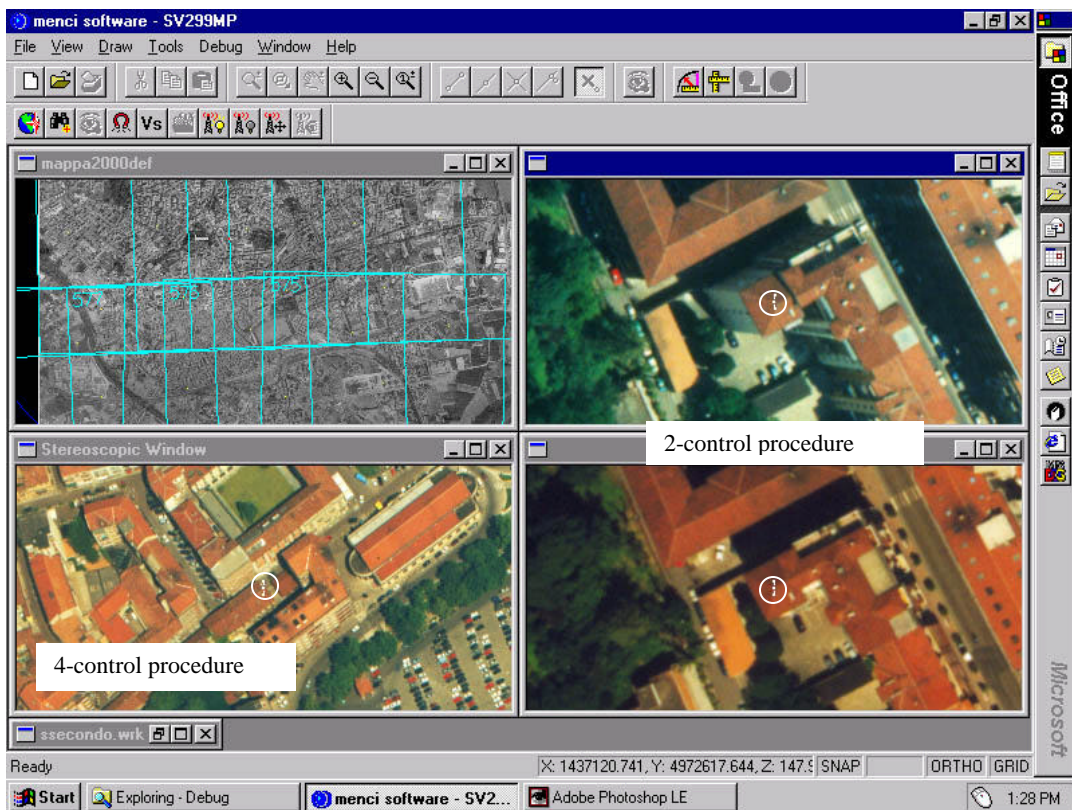 menci software - SV299MP
File View Draw Tools Debug Window Help
Vs
Office
mappa2000def
577
575
2-control procedure
Stereoscopic Window
4-control procedure
ssecondo.wrk
Microsoft
Ready
X: 1437120.741, Y: 4972617.644, Z: 147.9
SNAP
ORTHO
GRID
Start
Exploring - Debug
menci software - SV2...
Adobe Photoshop LE
1:28 PM